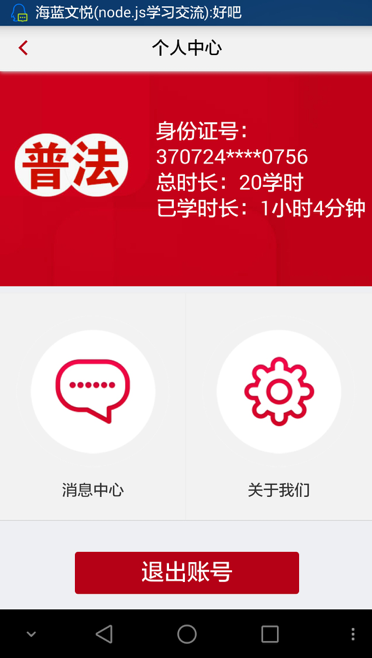 海蓝文悦(node.js学习交流):好吧
个人中心
普法
身份证号：
370724****0756
总时长：20学时
已学时长：1小时4分钟
消息中心
关于我们
退出账号